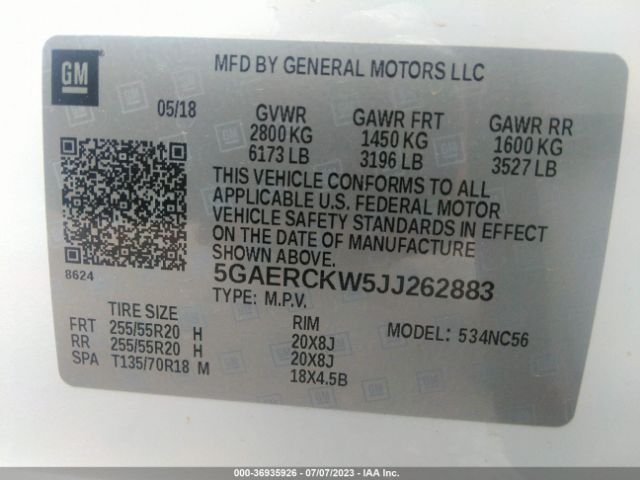 GM
MFD BY GENERAL MOTORS LLC
05/18
GVWR
2800 KG
6173 LB
GAWR FRT
1450 KG
3196 LB
GAWR RR
1600 KG
3527 LB
THIS VEHICLE CONFORMS TO ALL
APPLICABLE U.S. FEDERAL MOTOR
VEHICLE SAFETY STANDARDS IN EFFECT
ON THE DATE OF MANUFACTURE
SHOWN ABOVE.
8624
5GAERCKW5JJ262883
TYPE: M.P.V.
TIRE SIZE
RIM
MODEL: 534NC56
FRT 255/55R20 H 20X8J
RR 255/55R20 H 20X8J
SPA T135/70R18 M 18X4.5B
000-36935926 / 07/07/2023 / IAAI.com